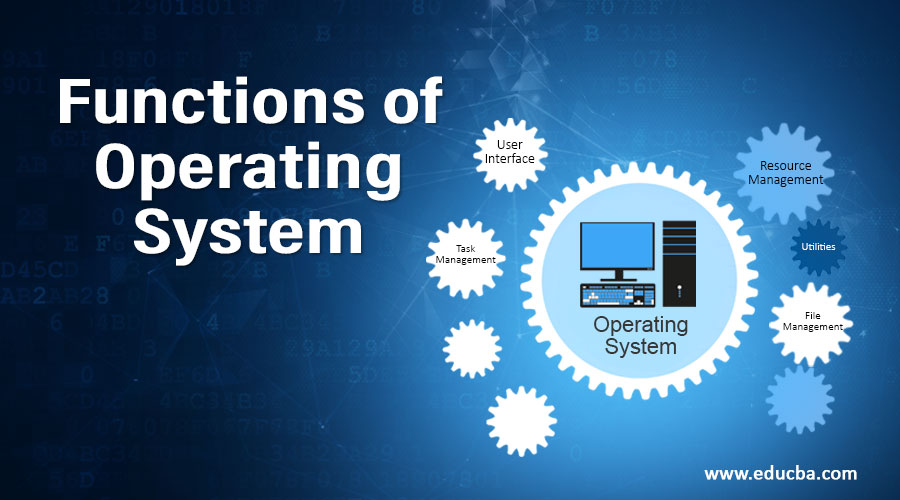 Functions of
Operating
System
User
Interface
Task
Management
Operating
System
Resource
Management
Utilities
File
Management
www.educba.com